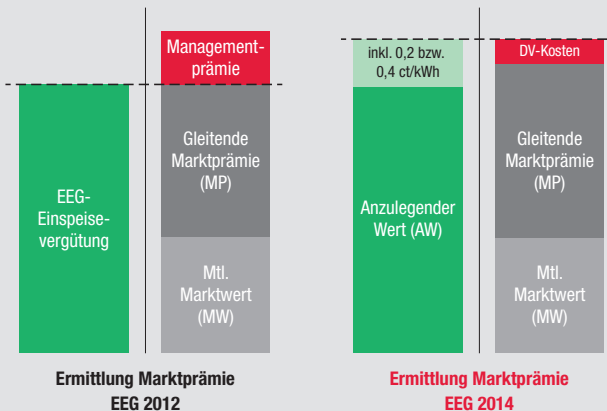 Management-
prämie
Gleitende
Marktprämie
(MP)
EEG-
Einspeise-
vergütung
Mtl.
Marktwert
(MW)
Ermittlung Marktprämie
EEG 2012
inkl. 0,2 bzw.
0,4 ct/kWh
DV-Kosten
Gleitende
Marktprämie
(MP)
Anzulegender
Wert (AW)
Mtl.
Marktwert
(MW)
Ermittlung Marktprämie
EEG 2014